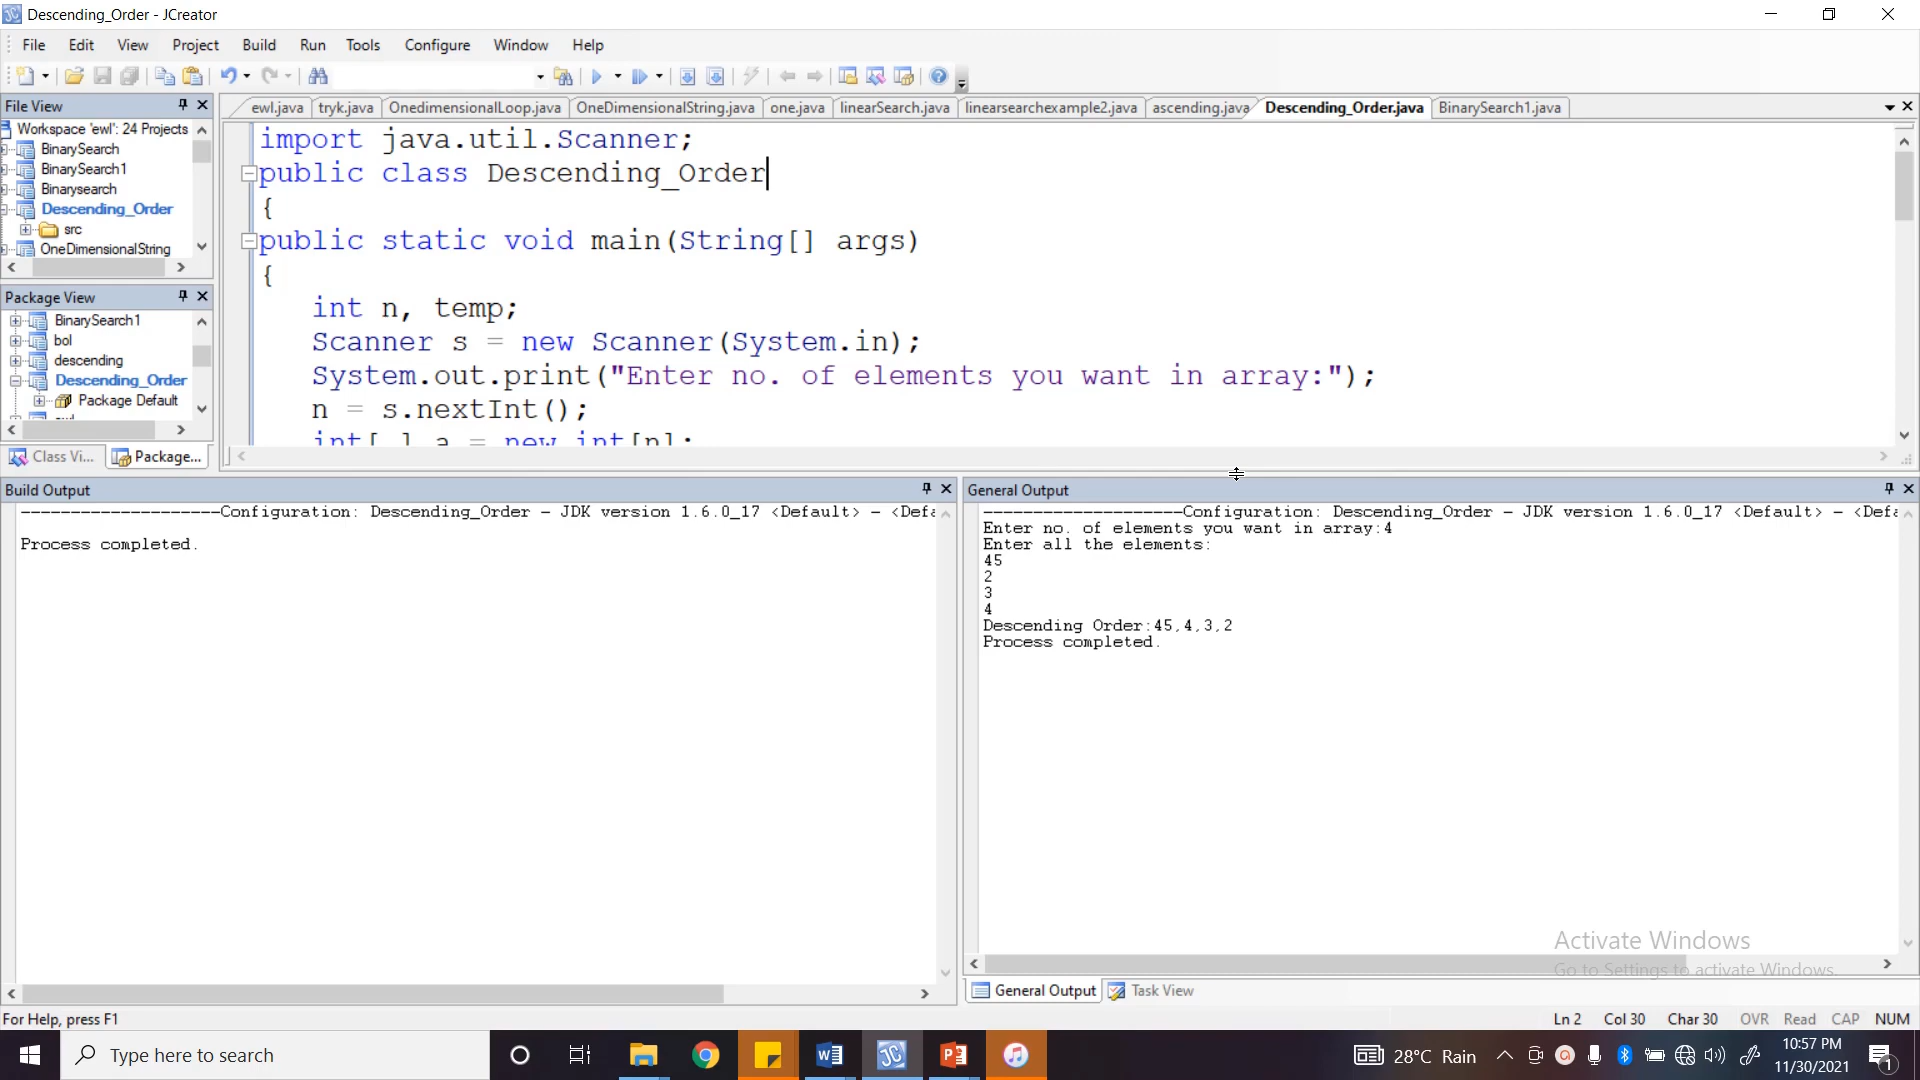 Descending_Order - JCreator
File Edit View Project Build Run Tools Configure Window Help
File View
Workspace 'ewl': 24 Projects
BinarySearch
BinarySearch1
Binarysearch
Descending_Order
src
OneDimensionalString
Package View
BinarySearch1
bol
descending
Descending_Order
Package Default
Class Vi... Package...
ewl.java tryk.java OnedimensionalLoop.java OneDimensionalString.java one.java linearSearch.java linearsearchexample2.java ascending.java Descending_Order.java BinarySearch1.java
import java.util.Scanner;
public class Descending_Order
{
public static void main(String[] args)
{
int n, temp;
Scanner s = new Scanner(System.in);
System.out.print("Enter no. of elements you want in array:");
n = s.nextInt();
int[ ] a = new int[n];
Build Output
--------------------Configuration: Descending_Order - JDK version 1.6.0_17 <Default> - <Defa
Process completed.
General Output
--------------------Configuration: Descending_Order - JDK version 1.6.0_17 <Default> - <Defa
Enter no. of elements you want in array:4
Enter all the elements:
45
2
3
4
Descending Order:45,4,3,2
Process completed.
Activate Windows
Go to Settings to activate Windows.
General Output Task View
For Help, press F1
Ln 2 Col 30 Char 30 OVR Read CAP NUM
Type here to search
28°C Rain
10:57 PM
11/30/2021
1